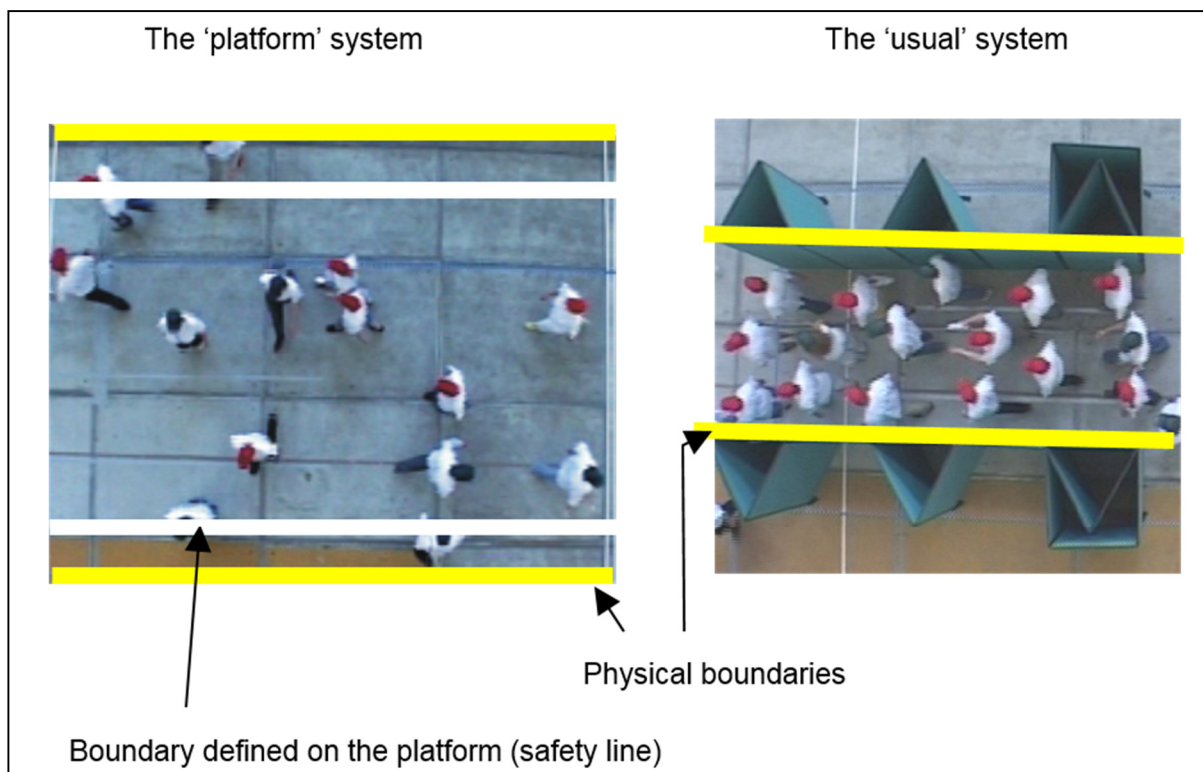 The ‘platform’ system
The ‘usual’ system
Physical boundaries
Boundary defined on the platform (safety line)